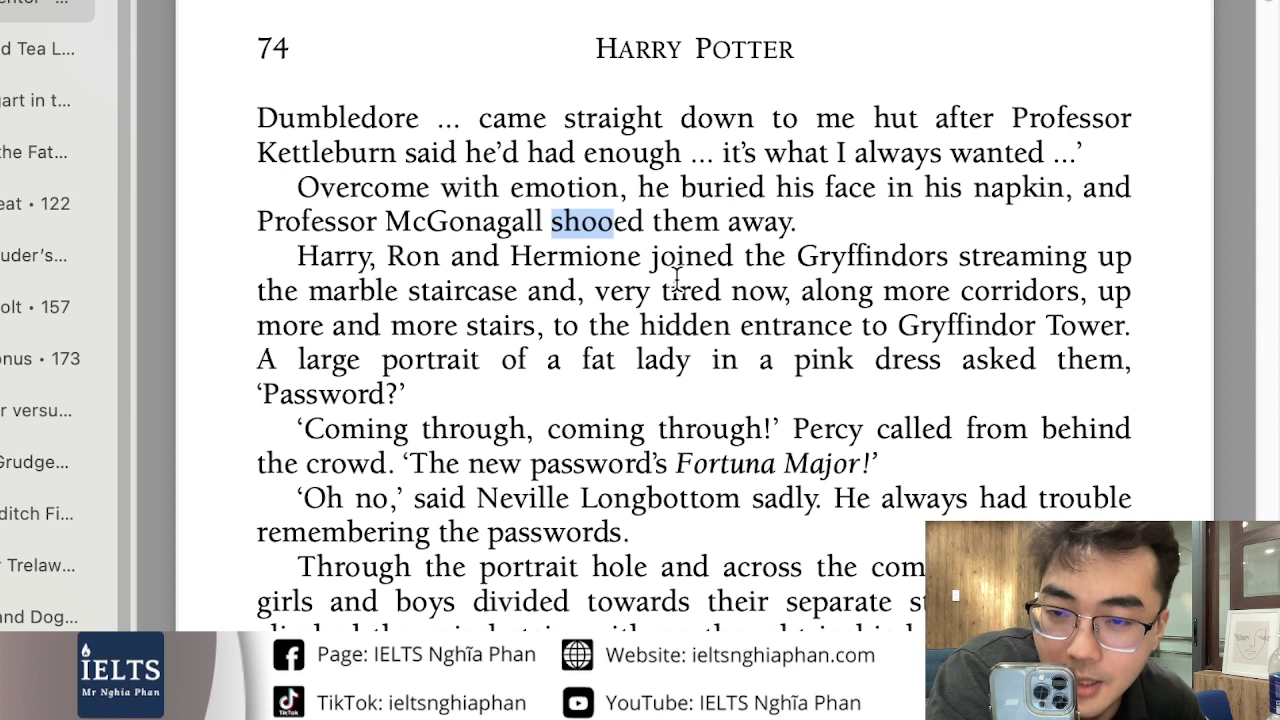 74
HARRY POTTER
d Tea L...
art in t...
the Fat...
eat • 122
uder's...
olt • 157
onus • 173
r versu...
Grudge...
ditch Fi...
r Trelaw...
and Dog...
Dumbledore ... came straight down to me hut after Professor
Kettleburn said he'd had enough ... it's what I always wanted ...'
Overcome with emotion, he buried his face in his napkin, and
Professor McGonagall shooed them away.
Harry, Ron and Hermione joined the Gryffindors streaming up
the marble staircase and, very tired now, along more corridors, up
more and more stairs, to the hidden entrance to Gryffindor Tower.
A large portrait of a fat lady in a pink dress asked them,
'Password?'
'Coming through, coming through!' Percy called from behind
the crowd. 'The new password's Fortuna Major!'
'Oh no,' said Neville Longbottom sadly. He always had trouble
remembering the passwords.
Through the portrait hole and across the com
girls and boys divided towards their separate st
IELTS
Mr Nghia Phan
Page: IELTS Nghĩa Phan
Website: ieltsnghiaphan.com
TikTok: ieltsnghiaphan
YouTube: IELTS Nghĩa Phan